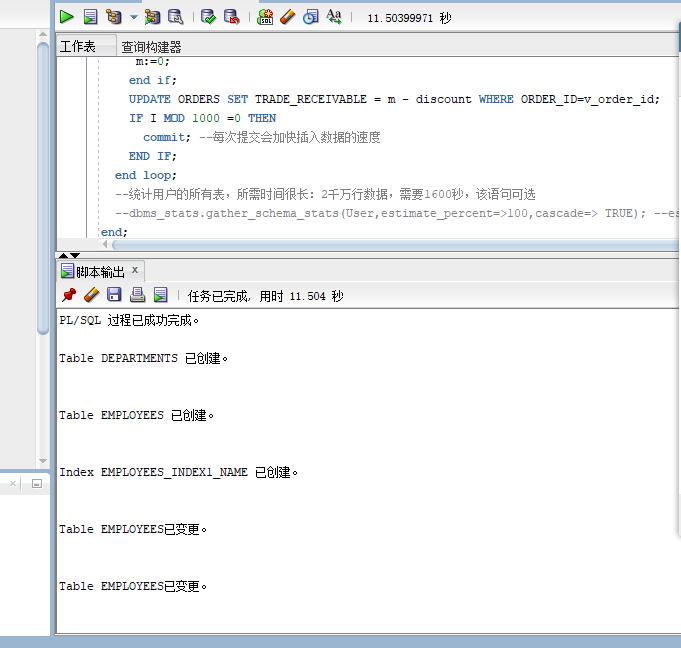 11.50399971 秒
工作表 查询构建器
m:=0;
end if;
UPDATE ORDERS SET TRADE_RECEIVABLE = m - discount WHERE ORDER_ID=v_order_id;
IF I MOD 1000 =0 THEN
commit; --每次提交会加快插入数据的速度
END IF;
end loop;
--统计用户的所有表，所需时间很长：2千万行数据，需要1600秒，该语句可选
--dbms_stats.gather_schema_stats(User,estimate_percent=>100,cascade=> TRUE); --es
end;
脚本输出 x
任务已完成, 用时 11.504 秒
PL/SQL 过程已成功完成。
Table DEPARTMENTS 已创建。
Table EMPLOYEES 已创建。
Index EMPLOYEES_INDEX1_NAME 已创建。
Table EMPLOYEES已变更。
Table EMPLOYEES已变更。